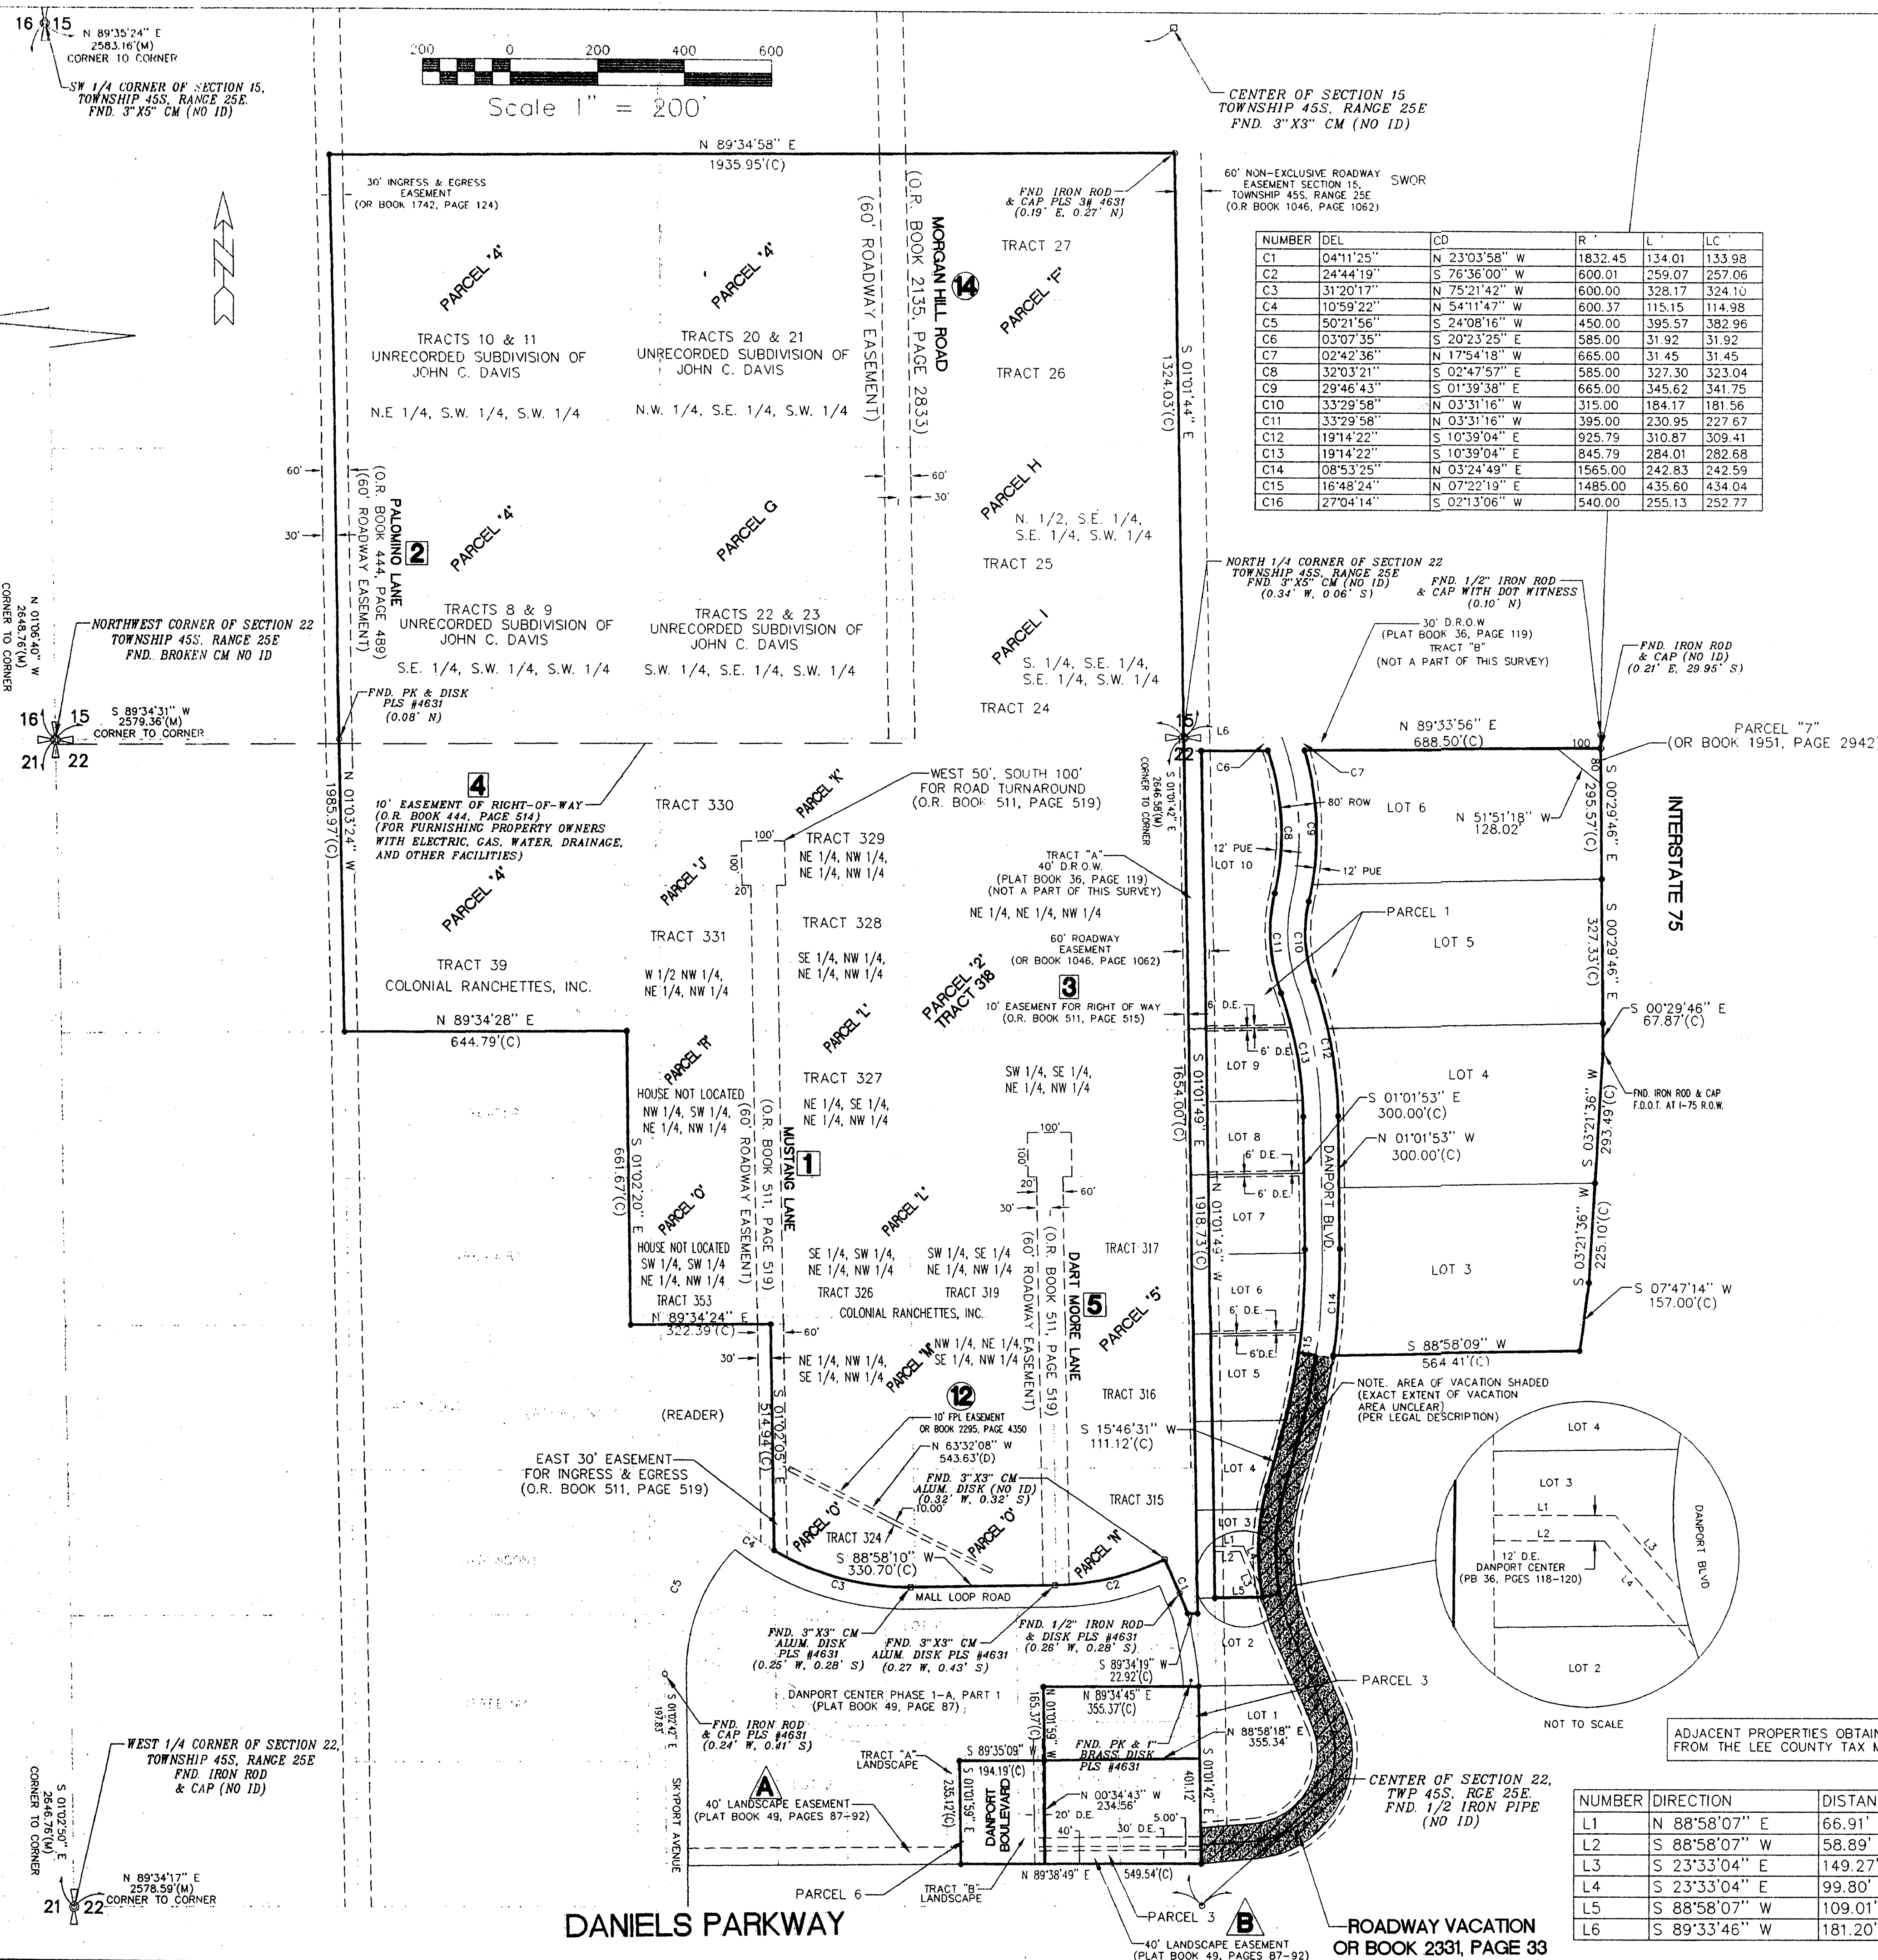 16 15
N 89°35'24" E
2583.16'(M)
CORNER TO CORNER
SW 1/4 CORNER OF SECTION 15,
TOWNSHIP 45S, RANGE 25E.
FND. 3"X5" CM (NO ID)
200 0 200 400 600
Scale 1" = 200'
CENTER OF SECTION 15
TOWNSHIP 45S, RANGE 25E
FND. 3"X3" CM (NO ID)
N 89°34'58" E
1935.95'(C)
30' INGRESS & EGRESS
EASEMENT
(OR BOOK 1742, PAGE 124)
FND IRON ROD
& CAP PLS 3# 4631
(0.19' E, 0.27' N)
60' NON-EXCLUSIVE ROADWAY
EASEMENT SECTION 15,
TOWNSHIP 45S, RANGE 25E
(O.R BOOK 1046, PAGE 1062)
SWOR
PARCEL '4'
TRACTS 10 & 11
UNRECORDED SUBDIVISION OF
JOHN C. DAVIS
N.E 1/4, S.W. 1/4, S.W. 1/4
PARCEL '4'
TRACTS 20 & 21
UNRECORDED SUBDIVISION OF
JOHN C. DAVIS
N.W. 1/4, S.E. 1/4, S.W. 1/4
MORGAN HILL ROAD
(O.R. BOOK 2135, PAGE 2833)
(60' ROADWAY EASEMENT)
14
TRACT 27
PARCEL 'F'
TRACT 26
S 01°01'44" E
1324.03'(C)
NUMBER DEL CD R ' L ' LC '
C1 04°11'25" N 23°03'58" W 1832.45 134.01 133.98
C2 24°44'19" S 76°36'00" W 600.01 259.07 257.06
C3 31°20'17" N 75°21'42" W 600.00 328.17 324.10
C4 10°59'22" N 54°11'47" W 600.37 115.15 114.98
C5 50°21'56" S 24°08'16" W 450.00 395.57 382.96
C6 03°07'35" S 20°23'25" E 585.00 31.92 31.92
C7 02°42'36" N 17°54'18" W 665.00 31.45 31.45
C8 32°03'21" S 02°47'57" E 585.00 327.30 323.04
C9 29°46'43" S 01°39'38" E 665.00 345.62 341.75
C10 33°29'58" N 03°31'16" W 315.00 184.17 181.56
C11 33°29'58" N 03°31'16" W 395.00 230.95 227.67
C12 19°14'22" S 10°39'04" E 925.79 310.87 309.41
C13 19°14'22" S 10°39'04" E 845.79 284.01 282.68
C14 08°53'25" N 03°24'49" E 1565.00 242.83 242.59
C15 16°48'24" N 07°22'19" E 1485.00 435.60 434.04
C16 27°04'14" S 02°13'06" W 540.00 255.13 252.77
60'
30'
60'
30'
PALOMINO LANE
(O.R. BOOK 444, PAGE 489)
(60' ROADWAY EASEMENT)
2
PARCEL '4'
TRACTS 8 & 9
UNRECORDED SUBDIVISION OF
JOHN C. DAVIS
S.E. 1/4, S.W. 1/4, S.W. 1/4
PARCEL G
TRACTS 22 & 23
UNRECORDED SUBDIVISION OF
JOHN C. DAVIS
S.W. 1/4, S.E. 1/4, S.W. 1/4
PARCEL H
N. 1/2, S.E. 1/4,
S.E. 1/4, S.W. 1/4
TRACT 25
PARCEL I
S. 1/4, S.E. 1/4,
S.E. 1/4, S.W. 1/4
TRACT 24
NORTH 1/4 CORNER OF SECTION 22
TOWNSHIP 45S, RANGE 25E
FND. 3"X5" CM (NO ID)
(0.34' W, 0.06' S)
FND. 1/2" IRON ROD
& CAP WITH DOT WITNESS
(0.10' N)
30' D.R.O.W
(PLAT BOOK 36, PAGE 119)
TRACT "B"
(NOT A PART OF THIS SURVEY)
FND. IRON ROD
& CAP (NO ID)
(0.21' E, 29.95' S)
N 01°06'40" W
2648.76'(M)
CORNER TO CORNER
NORTHWEST CORNER OF SECTION 22
TOWNSHIP 45S, RANGE 25E
FND. BROKEN CM NO ID
FND. PK & DISK
PLS #4631
(0.08' N)
16 15
21 22
S 89°34'31" W
2579.36'(M)
CORNER TO CORNER
15
22
L6
N 89°33'56" E
688.50'(C)
100
80
PARCEL "7"
(OR BOOK 1951, PAGE 2942
N 01°03'24" W
1985.97'(C)
4
10' EASEMENT OF RIGHT-OF-WAY
(O.R. BOOK 444, PAGE 514)
(FOR FURNISHING PROPERTY OWNERS
WITH ELECTRIC, GAS, WATER, DRAINAGE,
AND OTHER FACILITIES)
PARCEL '4'
TRACT 39
COLONIAL RANCHETTES, INC.
N 89°34'28" E
644.79'(C)
WEST 50', SOUTH 100'
FOR ROAD TURNAROUND
(O.R. BOOK 511, PAGE 519)
TRACT 330
PARCEL 'K'
100'
100'
20'
TRACT 329
NE 1/4, NW 1/4,
NE 1/4, NW 1/4
PARCEL 'J'
TRACT 331
W 1/2 NW 1/4,
NE 1/4, NW 1/4
TRACT 328
SE 1/4, NW 1/4,
NE 1/4, NW 1/4
S 01°01'42" E
2646.58'(M)
CORNER TO CORNER
TRACT "A"
40' D.R.O.W.
(PLAT BOOK 36, PAGE 119)
(NOT A PART OF THIS SURVEY)
NE 1/4, NE 1/4, NW 1/4
60' ROADWAY
EASEMENT
(OR BOOK 1046, PAGE 1062)
PARCEL '2'
TRACT 318
3
10' EASEMENT FOR RIGHT OF WAY
(O.R. BOOK 511, PAGE 515)
C6
C7
80' ROW
LOT 6
N 51°51'18" W
128.02'
S 00°29'46" E
295.57'(C)
INTERSTATE 75
C8
C9
12' PUE
LOT 10
12' PUE
PARCEL 1
LOT 5
S 00°29'46" E
327.33'(C)
C11
C10
S 00°29'46" E
67.87'(C)
6' D.E.
6' D.E.
LOT 9
C13
C12
LOT 4
FND. IRON ROD & CAP
F.D.O.T. AT I-75 R.O.W.
S 03°21'36" W
293.49'(C)
PARCEL 'R'
HOUSE NOT LOCATED
NW 1/4, SW 1/4,
NE 1/4, NW 1/4
PARCEL 'L'
TRACT 327
NE 1/4, SE 1/4,
NE 1/4, NW 1/4
SW 1/4, SE 1/4,
NE 1/4, NW 1/4
1654.00'(C)
S 01°01'49" E
1918.73'(C)
N 01°01'49" W
S 01°01'53" E
300.00'(C)
N 01°01'53" W
300.00'(C)
LOT 8
6' D.E.
6' D.E.
DANPORT BLVD.
LOT 7
S 01°02'20" E
661.67'(C)
MUSTANG LANE
(O.R. BOOK 511, PAGE 519)
(60' ROADWAY EASEMENT)
1
PARCEL 'Q'
HOUSE NOT LOCATED
SW 1/4, SW 1/4
NE 1/4, NW 1/4
TRACT 353
N 89°34'24" E
322.39'(C)
PARCEL 'L'
100'
100'
20'
60'
30'
SE 1/4, SW 1/4,
NE 1/4, NW 1/4
TRACT 326
SW 1/4, SE 1/4
NE 1/4, NW 1/4
TRACT 319
COLONIAL RANCHETTES, INC.
DART MOORE LANE
(O.R. BOOK 511, PAGE 519)
(60' ROADWAY EASEMENT)
TRACT 317
5
PARCEL '5'
LOT 6
6' D.E.
6'D.E.
C14
LOT 3
S 03°21'36" W
225.10'(C)
S 07°47'14" W
157.00'(C)
S 88°58'09" W
564.41'(C)
60'
30'
NE 1/4, NW 1/4,
SE 1/4, NW 1/4
PARCEL 'M'
NW 1/4, NE 1/4,
SE 1/4, NW 1/4
12
10' FPL EASEMENT
OR BOOK 2295, PAGE 4350
N 63°32'08" W
543.63'(D)
(READER)
S 01°02'05" E
514.94'(C)
TRACT 316
C15
LOT 5
S 15°46'31" W
111.12'(C)
LOT 4
NOTE. AREA OF VACATION SHADED
(EXACT EXTENT OF VACATION
AREA UNCLEAR)
(PER LEGAL DESCRIPTION)
EAST 30' EASEMENT
FOR INGRESS & EGRESS
(O.R. BOOK 511, PAGE 519)
FND. 3"X3" CM
ALUM. DISK (NO ID)
(0.32' W, 0.32' S)
10.00'
TRACT 315
PARCEL 'O'
TRACT 324
PARCEL 'O'
PARCEL 'N'
S 88°58'10" W
330.70'(C)
C4
C5
C3
C2
C1
MALL LOOP ROAD
LOT 3
L1
L2
L4
L3
L5
LOT 4
LOT 3
L1
L2
L3
L4
12' D.E.
DANPORT CENTER
(PB 36, PGES 118-120)
DANPORT BLVD
LOT 2
NOT TO SCALE
FND. 3"X3" CM
ALUM. DISK
PLS #4631
(0.25' W, 0.28' S)
FND. 3"X3" CM
ALUM. DISK PLS #4631
(0.27 W, 0.43' S)
FND. 1/2" IRON ROD
& DISK PLS #4631
(0.26' W, 0.28' S)
S 89°34'19" W
22.92'(C)
LOT 2
PARCEL 3
DANPORT CENTER PHASE 1-A, PART 1
(PLAT BOOK 49, PAGE 87)
N 01°01'59" W
165.37'(C)
N 89°34'45" E
355.37'(C)
LOT 1
N 88°58'18" E
355.34'
FND. PK & 1"
BRASS DISK
PLS #4631
S 01°02'42" E
197.83'
FND. IRON ROD
& CAP PLS #4631
(0.24' W, 0.41' S)
WEST 1/4 CORNER OF SECTION 22,
TOWNSHIP 45S, RANGE 25E
FND. IRON ROD
& CAP (NO ID)
S 01°02'50" E
2646.76'(M)
CORNER TO CORNER
SKYPORT AVENUE
A
40' LANDSCAPE EASEMENT
(PLAT BOOK 49, PAGES 87-92)
TRACT "A"
LANDSCAPE
S 89°35'09" W
194.19'(C)
S 01°01'59" E
235.12'(C)
DANPORT
BOULEVARD
N 00°34'43" W
234.56'
20' D.E.
40'
30' D.E.
5.00'
S 01°01'42" E
401.12'
CENTER OF SECTION 22,
TWP 45S. RGE 25E.
FND. 1/2 IRON PIPE
(NO ID)
ADJACENT PROPERTIES OBTAIN
FROM THE LEE COUNTY TAX M
NUMBER DIRECTION DISTAN
L1 N 88°58'07" E 66.91'
L2 S 88°58'07" W 58.89'
L3 S 23°33'04" E 149.27'
L4 S 23°33'04" E 99.80'
L5 S 88°58'07" W 109.01'
L6 S 89°33'46" W 181.20'
N 89°34'17" E
2578.59'(M)
CORNER TO CORNER
21 22
PARCEL 6
TRACT "B"
LANDSCAPE
N 89°38'49" E
549.54'(C)
PARCEL 3
B
40' LANDSCAPE EASEMENT
(PLAT BOOK 49, PAGES 87-92)
DANIELS PARKWAY
ROADWAY VACATION
OR BOOK 2331, PAGE 33